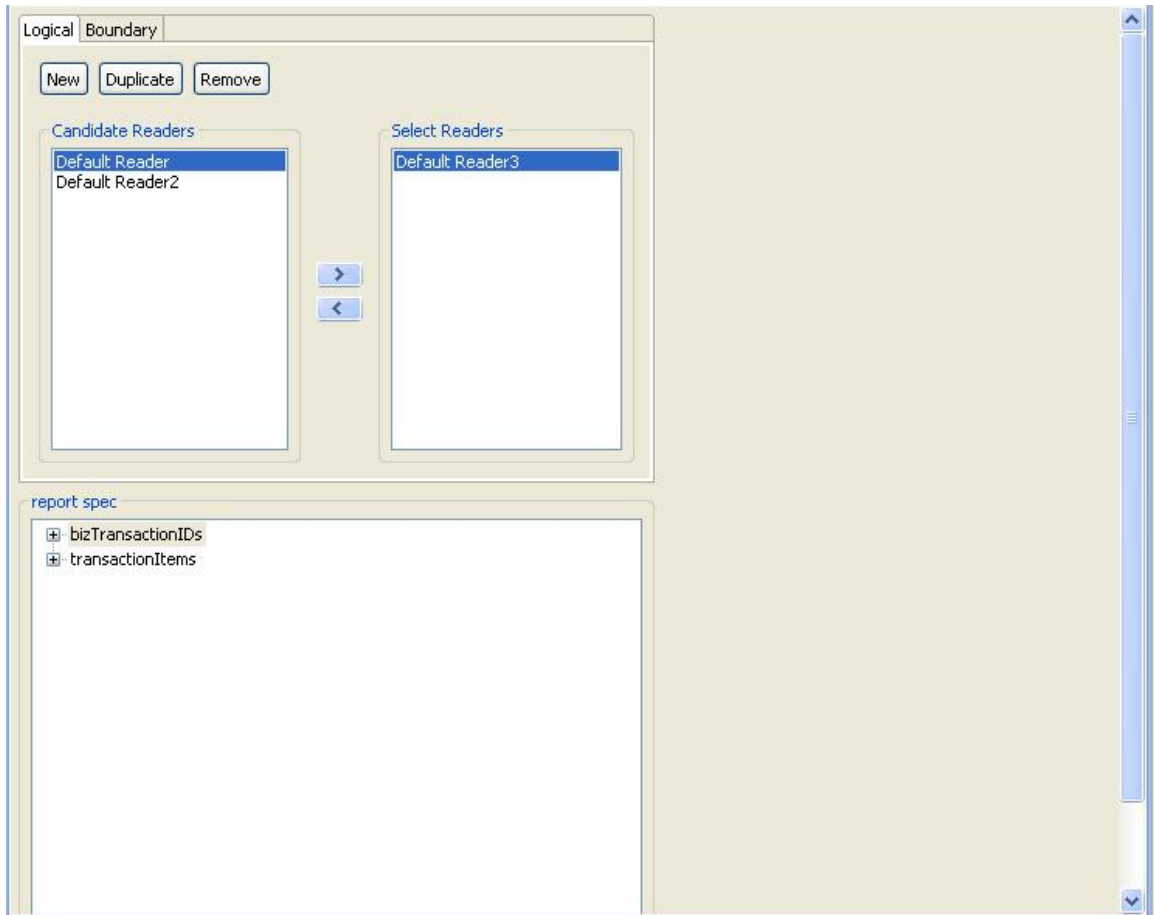 Logical Boundary
New Duplicate Remove
Candidate Readers
Default Reader
Default Reader2
Select Readers
Default Reader3
>
<
report spec
bizTransactionIDs
transactionItems